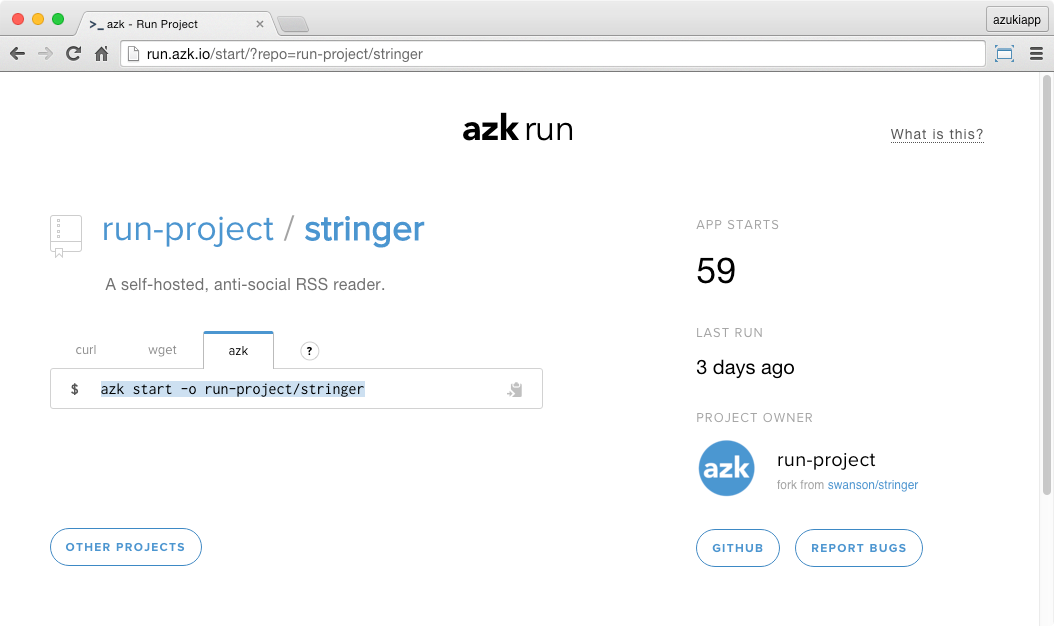 >_ azk - Run Project
azukiapp
run.azk.io/start/?repo=run-project/stringer
azk run
What is this?
run-project / stringer
A self-hosted, anti-social RSS reader.
curl wget azk ?
$ azk start -o run-project/stringer
OTHER PROJECTS
APP STARTS
59
LAST RUN
3 days ago
PROJECT OWNER
azk
run-project
fork from swanson/stringer
GITHUB REPORT BUGS